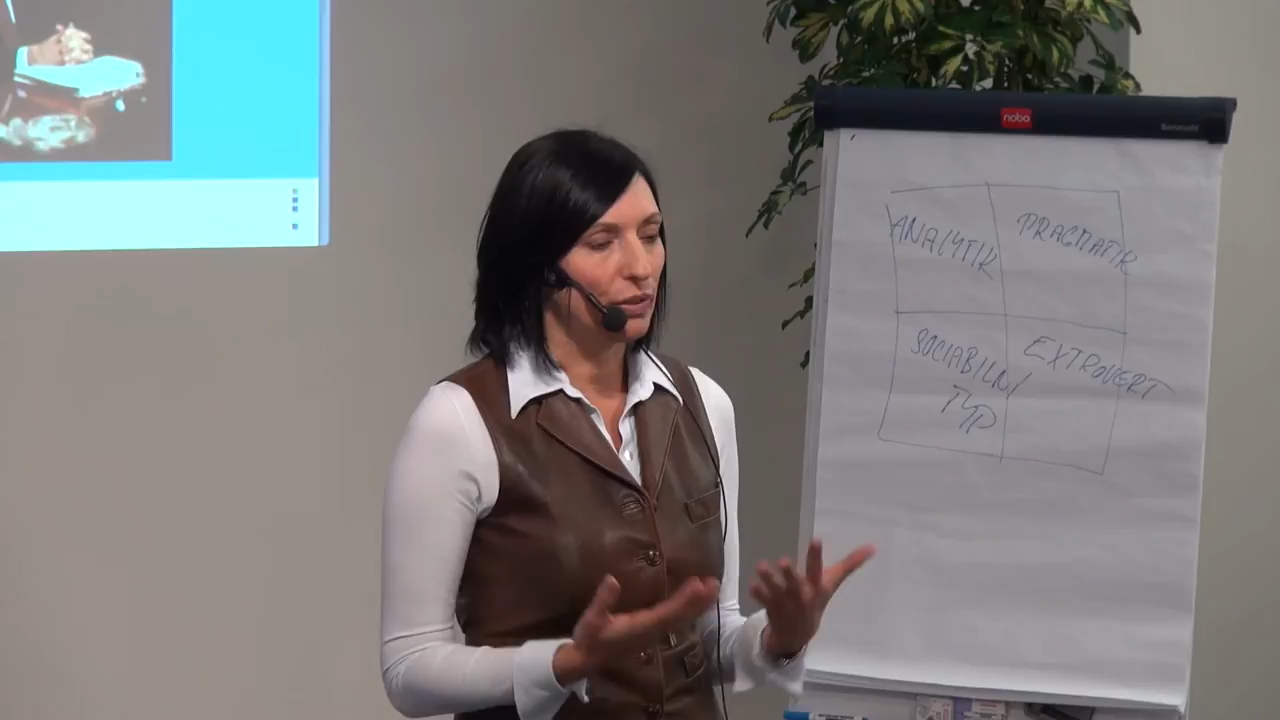 nobo
ANALYTIK
PRAGMATIK
SOCIABILNÍ
TYP
EXTROVERT